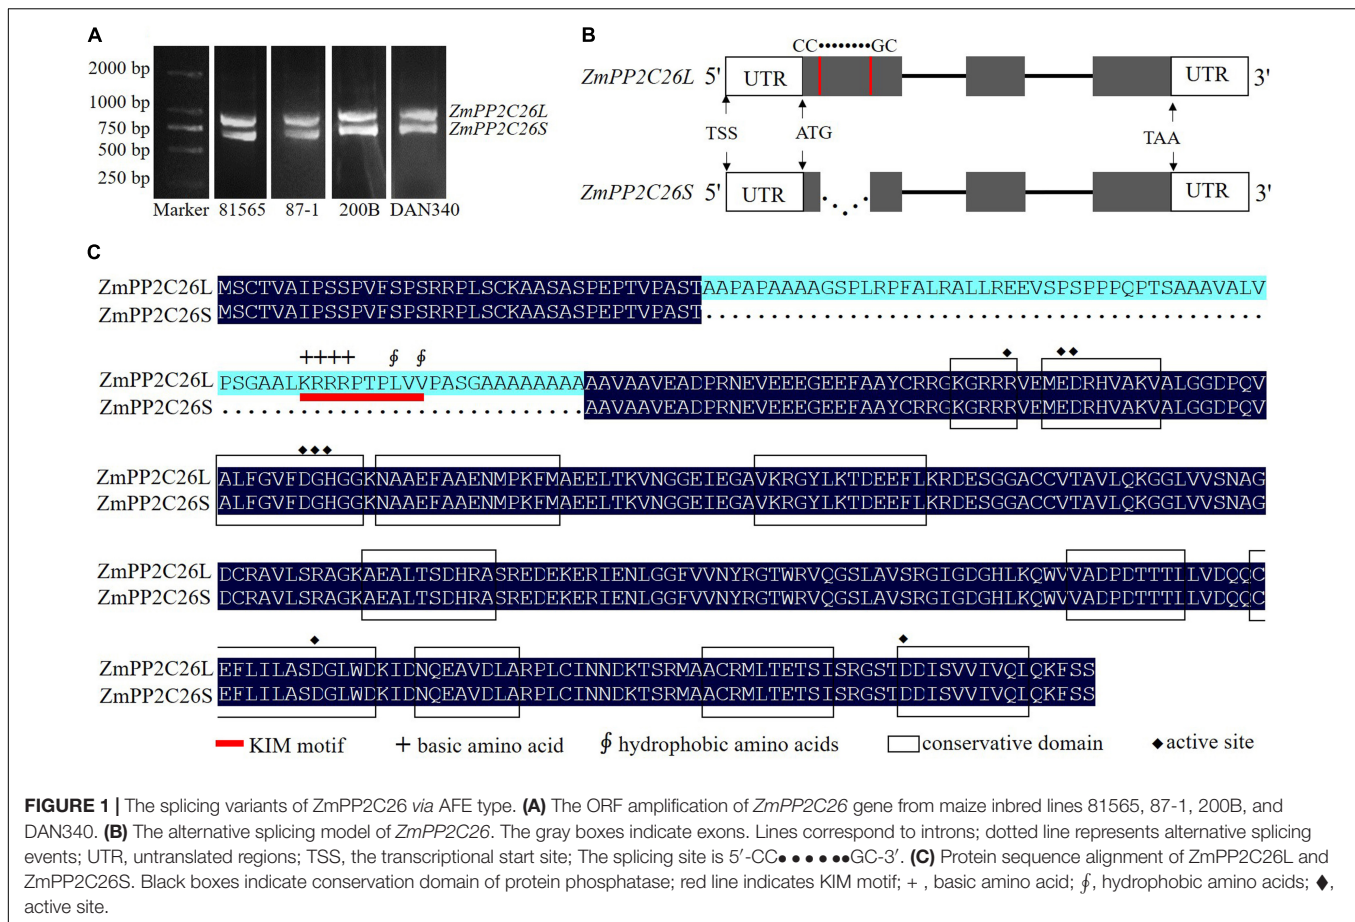 A
2000 bp
1000 bp
750 bp
500 bp
250 bp
ZmPP2C26L
ZmPP2C26S
Marker 81565 87-1 200B DAN340
B
CC••••••••GC
ZmPP2C26L 5' UTR UTR 3'
TSS ATG TAA
ZmPP2C26S 5' UTR UTR 3'
C
ZmPP2C26L MSCTVAIPSSPVFSPSRRPLSCKAASASPEPTVPASTAAPAPAAAAGSPLRPFALRALLREEVSPSPPPQPTSAAAVALV
ZmPP2C26S MSCTVAIPSSPVFSPSRRPLSCKAASASPEPTVPAST...........................................
++++ ∮ ∮ ◆ ◆◆
ZmPP2C26L PSGAALKRRRPTPLVVPASGAAAAAAAAAAVAAVEADPRNEVEEEGEEFAAYCRRGKGRRRVEMEDRHVAKVALGGDPQV
ZmPP2C26S ............................AAVAAVEADPRNEVEEEGEEFAAYCRRGKGRRRVEMEDRHVAKVALGGDPQV
◆◆◆
ZmPP2C26L ALFGVFDGHGGKNAAEFAAENMPKFMAEELTKVNGGEIEGAVKRGYLKTDEEFLKRDESGGACCVTAVLQKGGLVVSNAG
ZmPP2C26S ALFGVFDGHGGKNAAEFAAENMPKFMAEELTKVNGGEIEGAVKRGYLKTDEEFLKRDESGGACCVTAVLQKGGLVVSNAG
ZmPP2C26L DCRAVLSRAGKAEALTSDHRASREDEKERIENLGGFVVNYRGTWRVQGSLAVSRGIGDGHLKQWVVADPDTTTLLVDQQC
ZmPP2C26S DCRAVLSRAGKAEALTSDHRASREDEKERIENLGGFVVNYRGTWRVQGSLAVSRGIGDGHLKQWVVADPDTTTLLVDQQC
◆ ◆
ZmPP2C26L EFLILASDGLWDKIDNQEAVDLARPLCINNDKTSRMAACRMLTETSISRGSTDDISVVIVQLQKFSS
ZmPP2C26S EFLILASDGLWDKIDNQEAVDLARPLCINNDKTSRMAACRMLTETSISRGSTDDISVVIVQLQKFSS
KIM motif + basic amino acid ∮ hydrophobic amino acids conservative domain ◆ active site
FIGURE 1 | The splicing variants of ZmPP2C26 via AFE type. (A) The ORF amplification of ZmPP2C26 gene from maize inbred lines 81565, 87-1, 200B, and
DAN340. (B) The alternative splicing model of ZmPP2C26. The gray boxes indicate exons. Lines correspond to introns; dotted line represents alternative splicing
events; UTR, untranslated regions; TSS, the transcriptional start site; The splicing site is 5′-CC●●●●●●GC-3′. (C) Protein sequence alignment of ZmPP2C26L and
ZmPP2C26S. Black boxes indicate conservation domain of protein phosphatase; red line indicates KIM motif; + , basic amino acid; ∮, hydrophobic amino acids; ◆,
active site.